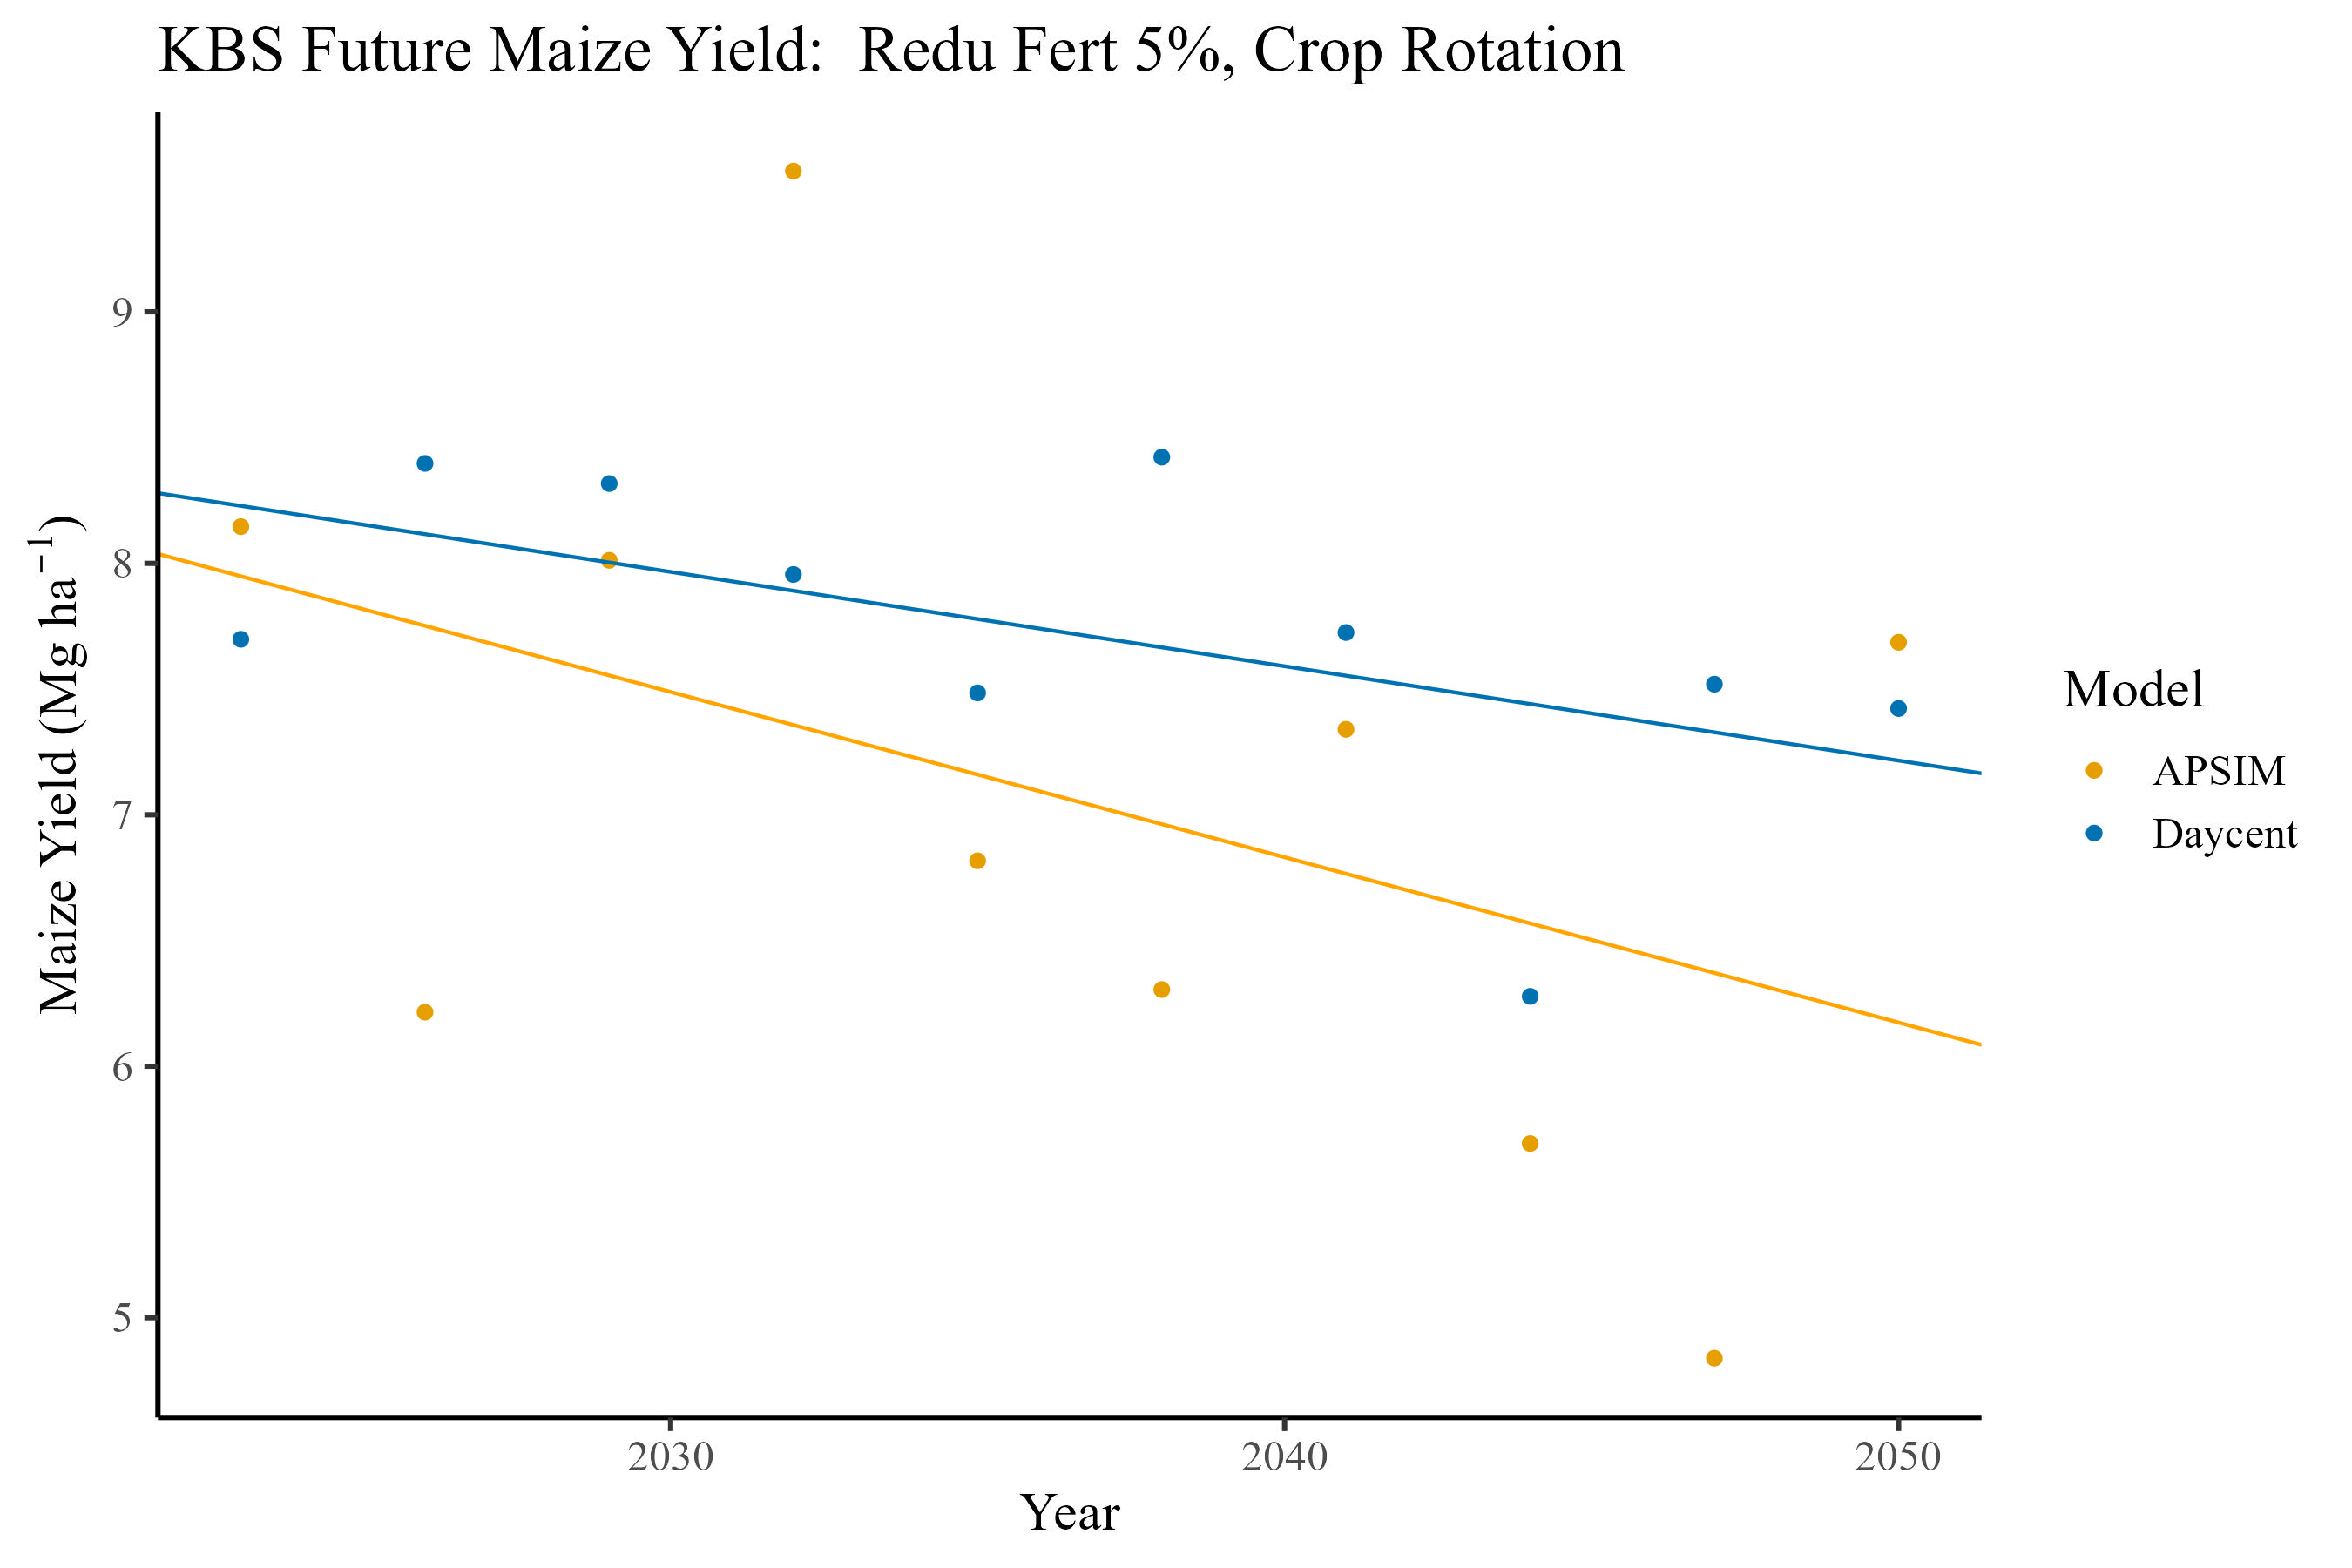 KBS Future Maize Yield:  Redu Fert 5%, Crop Rotation
Maize Yield (Mg ha⁻¹)
9
8
7
6
5
2030 2040 2050
Year
Model
APSIM
Daycent